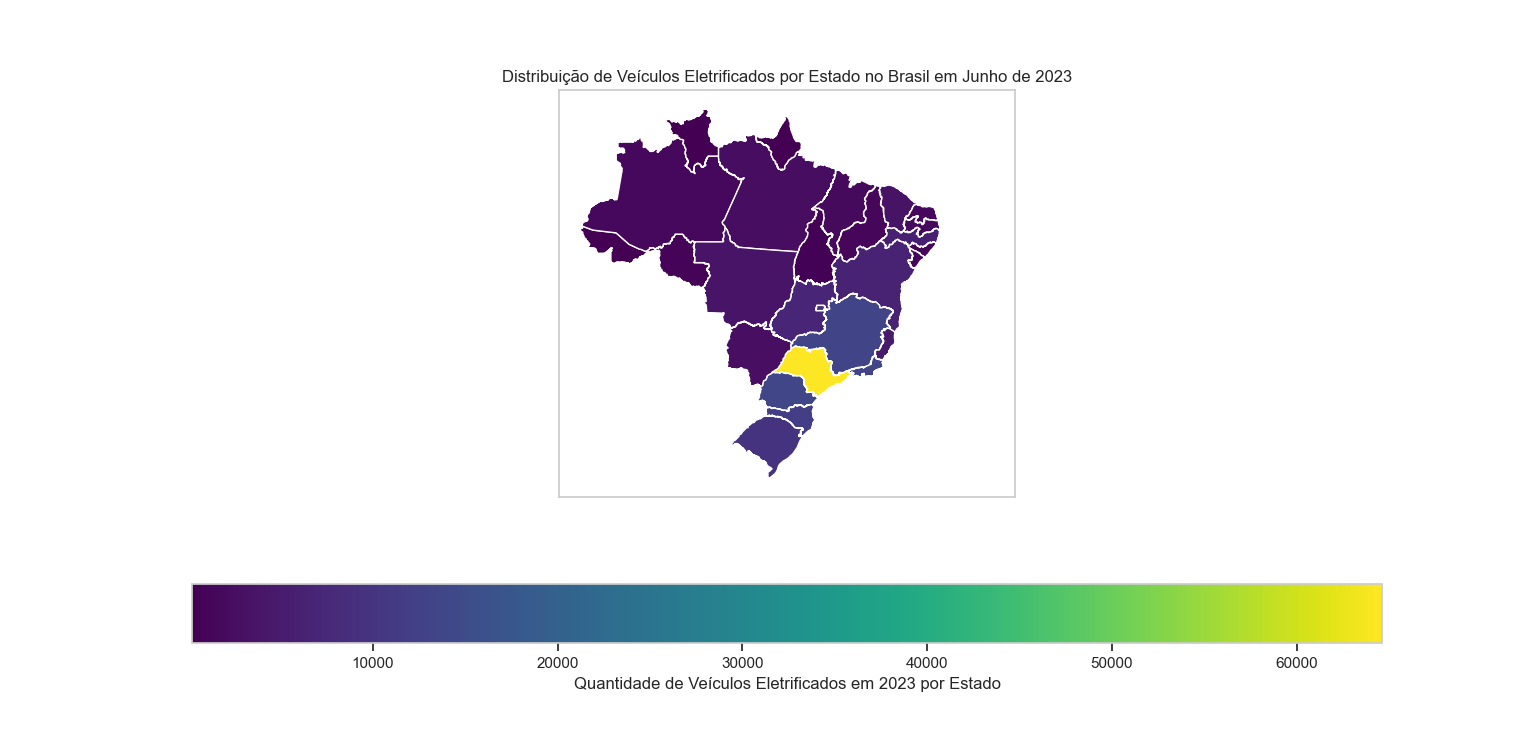 Distribuição de Veículos Eletrificados por Estado no Brasil em Junho de 2023
10000 20000 30000 40000 50000 60000
Quantidade de Veículos Eletrificados em 2023 por Estado